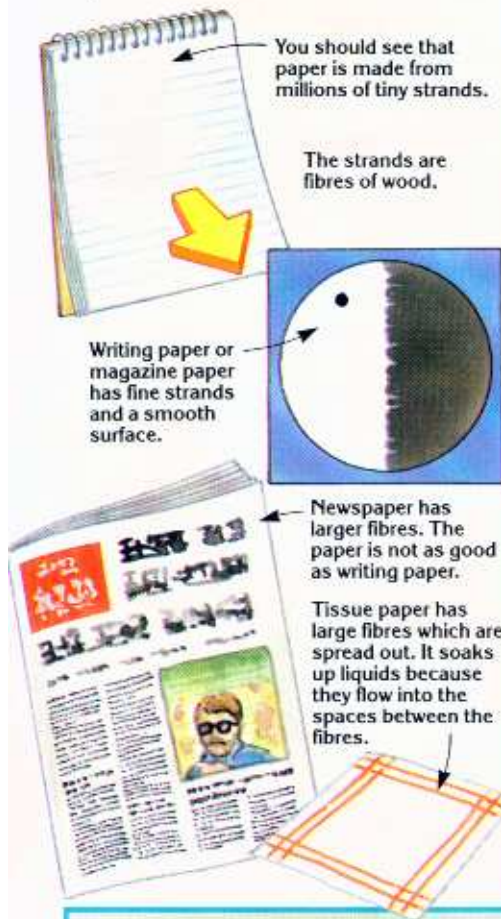 You should see that
paper is made from
millions of tiny strands.
The strands are
fibres of wood.
Writing paper or
magazine paper
has fine strands
and a smooth
surface.
Newspaper has
larger fibres. The
paper is not as good
as writing paper.
Tissue paper has
large fibres which are
spread out. It soaks
up liquids because
they flow into the
spaces between the
fibres.